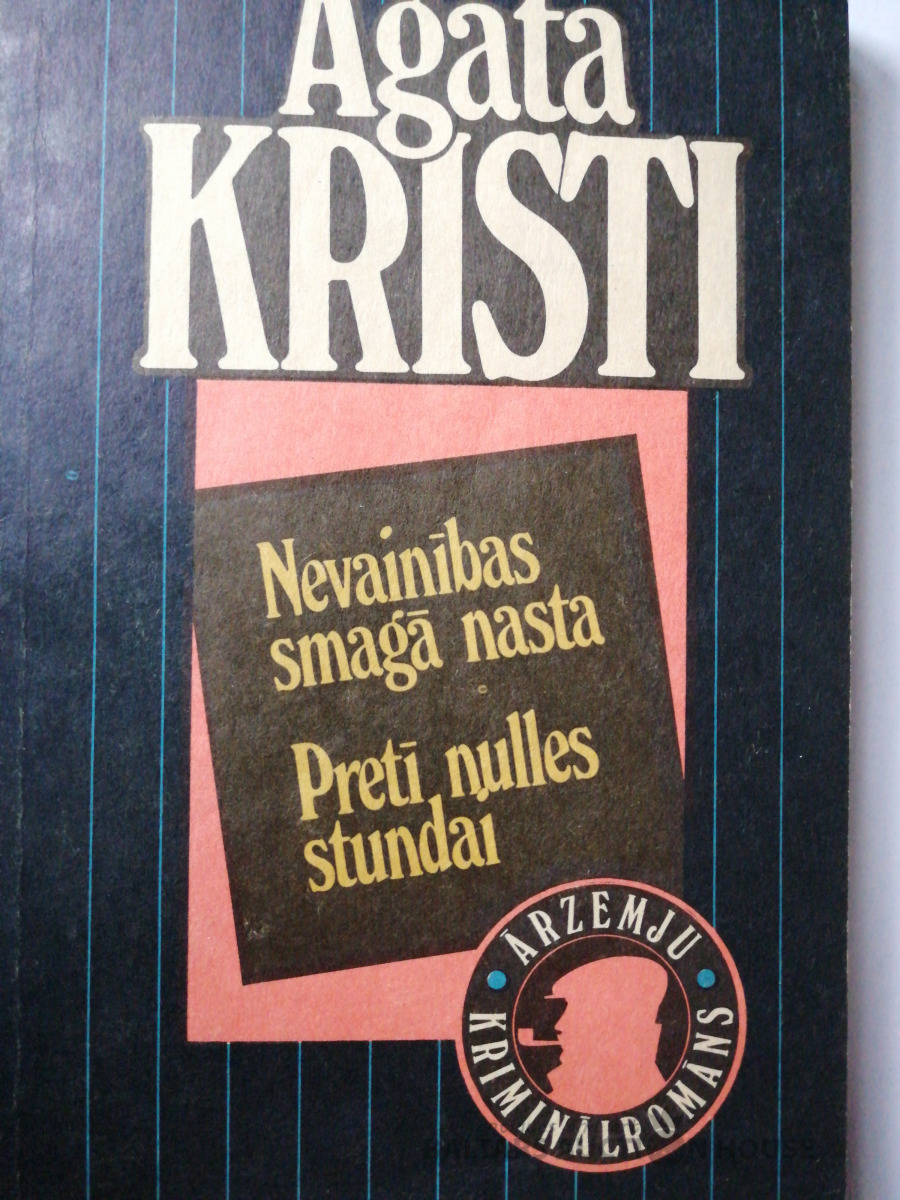 Agata
KRISTI
Nevainības
smagā nasta
Pretī nulles
stundai
ĀRZEMJU
KRIMINĀLROMĀNS